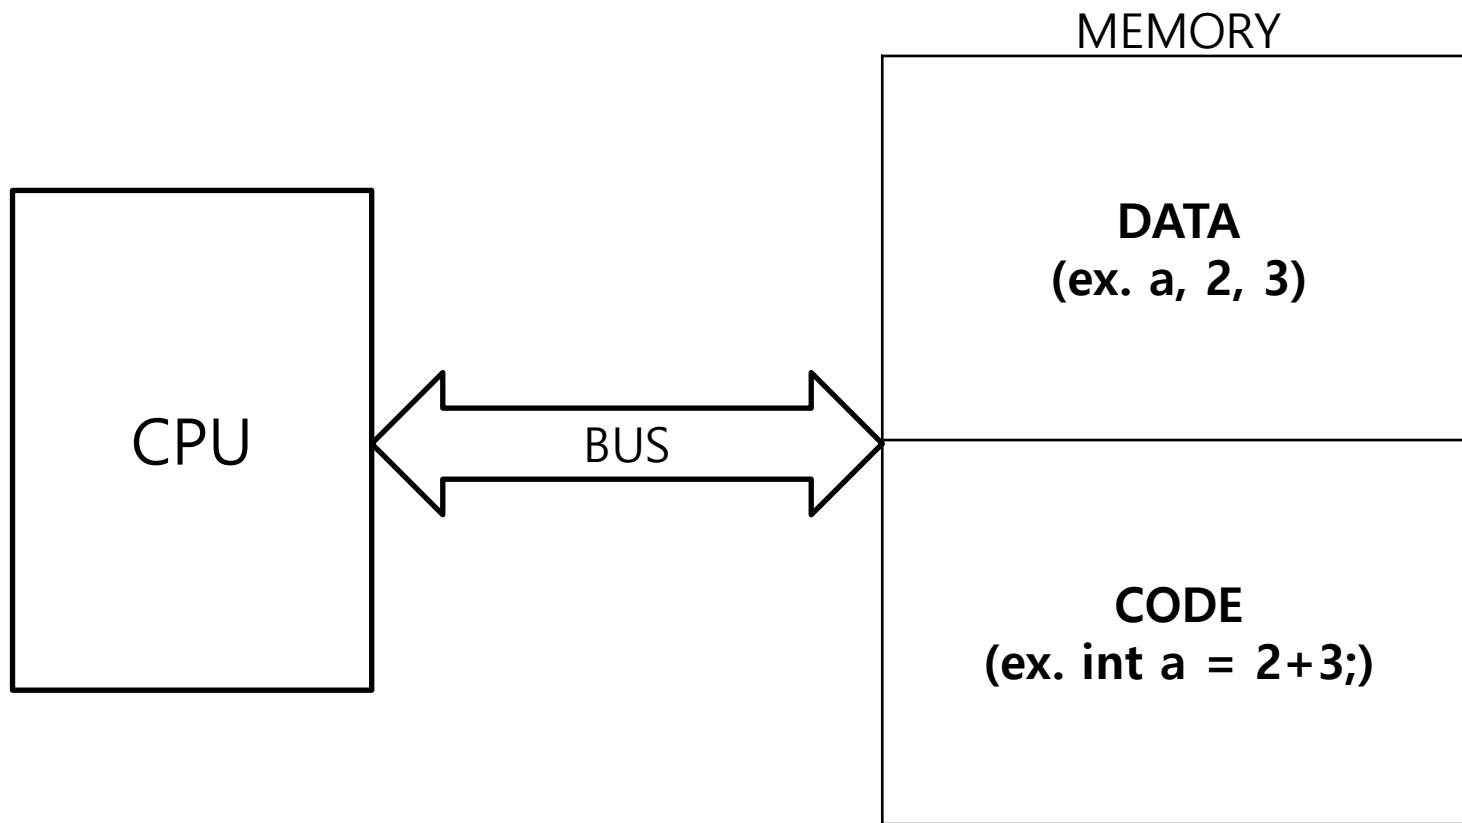 MEMORY
DATA
(ex. a, 2, 3)
CPU
BUS
CODE
(ex. int a = 2+3;)